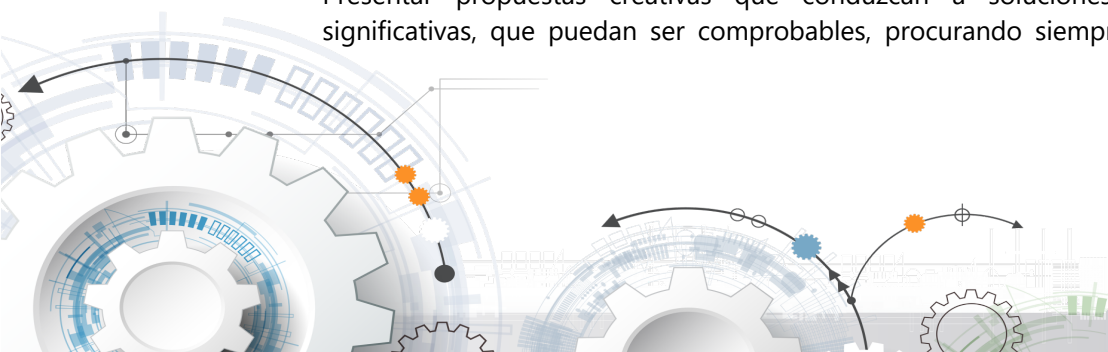 Presentar propuestas creativas que conduzcan a soluciones
significativas, que puedan ser comprobables, procurando siempr